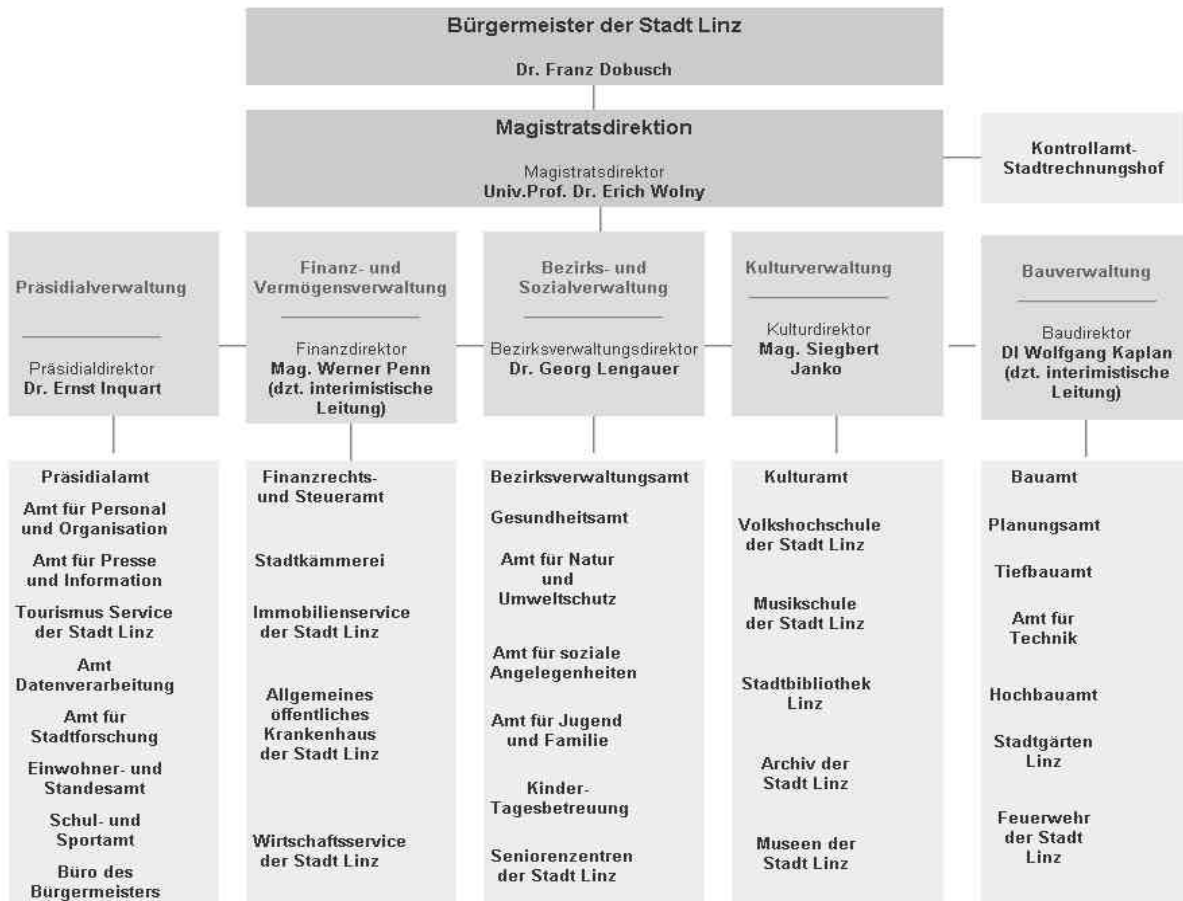 Bürgermeister der Stadt Linz
Dr. Franz Dobusch
Magistratsdirektion
Magistratsdirektor
Univ.Prof. Dr. Erich Wolny
Kontrollamt-
Stadtrechnungshof
Präsidialverwaltung
Präsidialdirektor
Dr. Ernst Inquart
Finanz- und
Vermögensverwaltung
Finanzdirektor
Mag. Werner Penn
(dzt. interimistische
Leitung)
Bezirks- und
Sozialverwaltung
Bezirksverwaltungsdirektor
Dr. Georg Lengauer
Kulturverwaltung
Kulturdirektor
Mag. Siegbert
Janko
Bauverwaltung
Baudirektor
DI Wolfgang Kaplan
(dzt. interimistische
Leitung)
Präsidialamt
Amt für Personal
und Organisation
Amt für Presse
und Information
Tourismus Service
der Stadt Linz
Amt
Datenverarbeitung
Amt für
Stadtforschung
Einwohner- und
Standesamt
Schul- und
Sportamt
Büro des
Bürgermeisters
Finanzrechts-
und Steueramt
Stadtkämmerei
Immobilienservice
der Stadt Linz
Allgemeines
öffentliches
Krankenhaus
der Stadt Linz
Wirtschaftsservice
der Stadt Linz
Bezirksverwaltungsamt
Gesundheitsamt
Amt für Natur
und
Umweltschutz
Amt für soziale
Angelegenheiten
Amt für Jugend
und Familie
Kinder-
Tagesbetreuung
Seniorenzentren
der Stadt Linz
Kulturamt
Volkshochschule
der Stadt Linz
Musikschule
der Stadt Linz
Stadtbibliothek
Linz
Archiv der
Stadt Linz
Museen der
Stadt Linz
Bauamt
Planungsamt
Tiefbauamt
Amt für
Technik
Hochbauamt
Stadtgärten
Linz
Feuerwehr
der Stadt
Linz